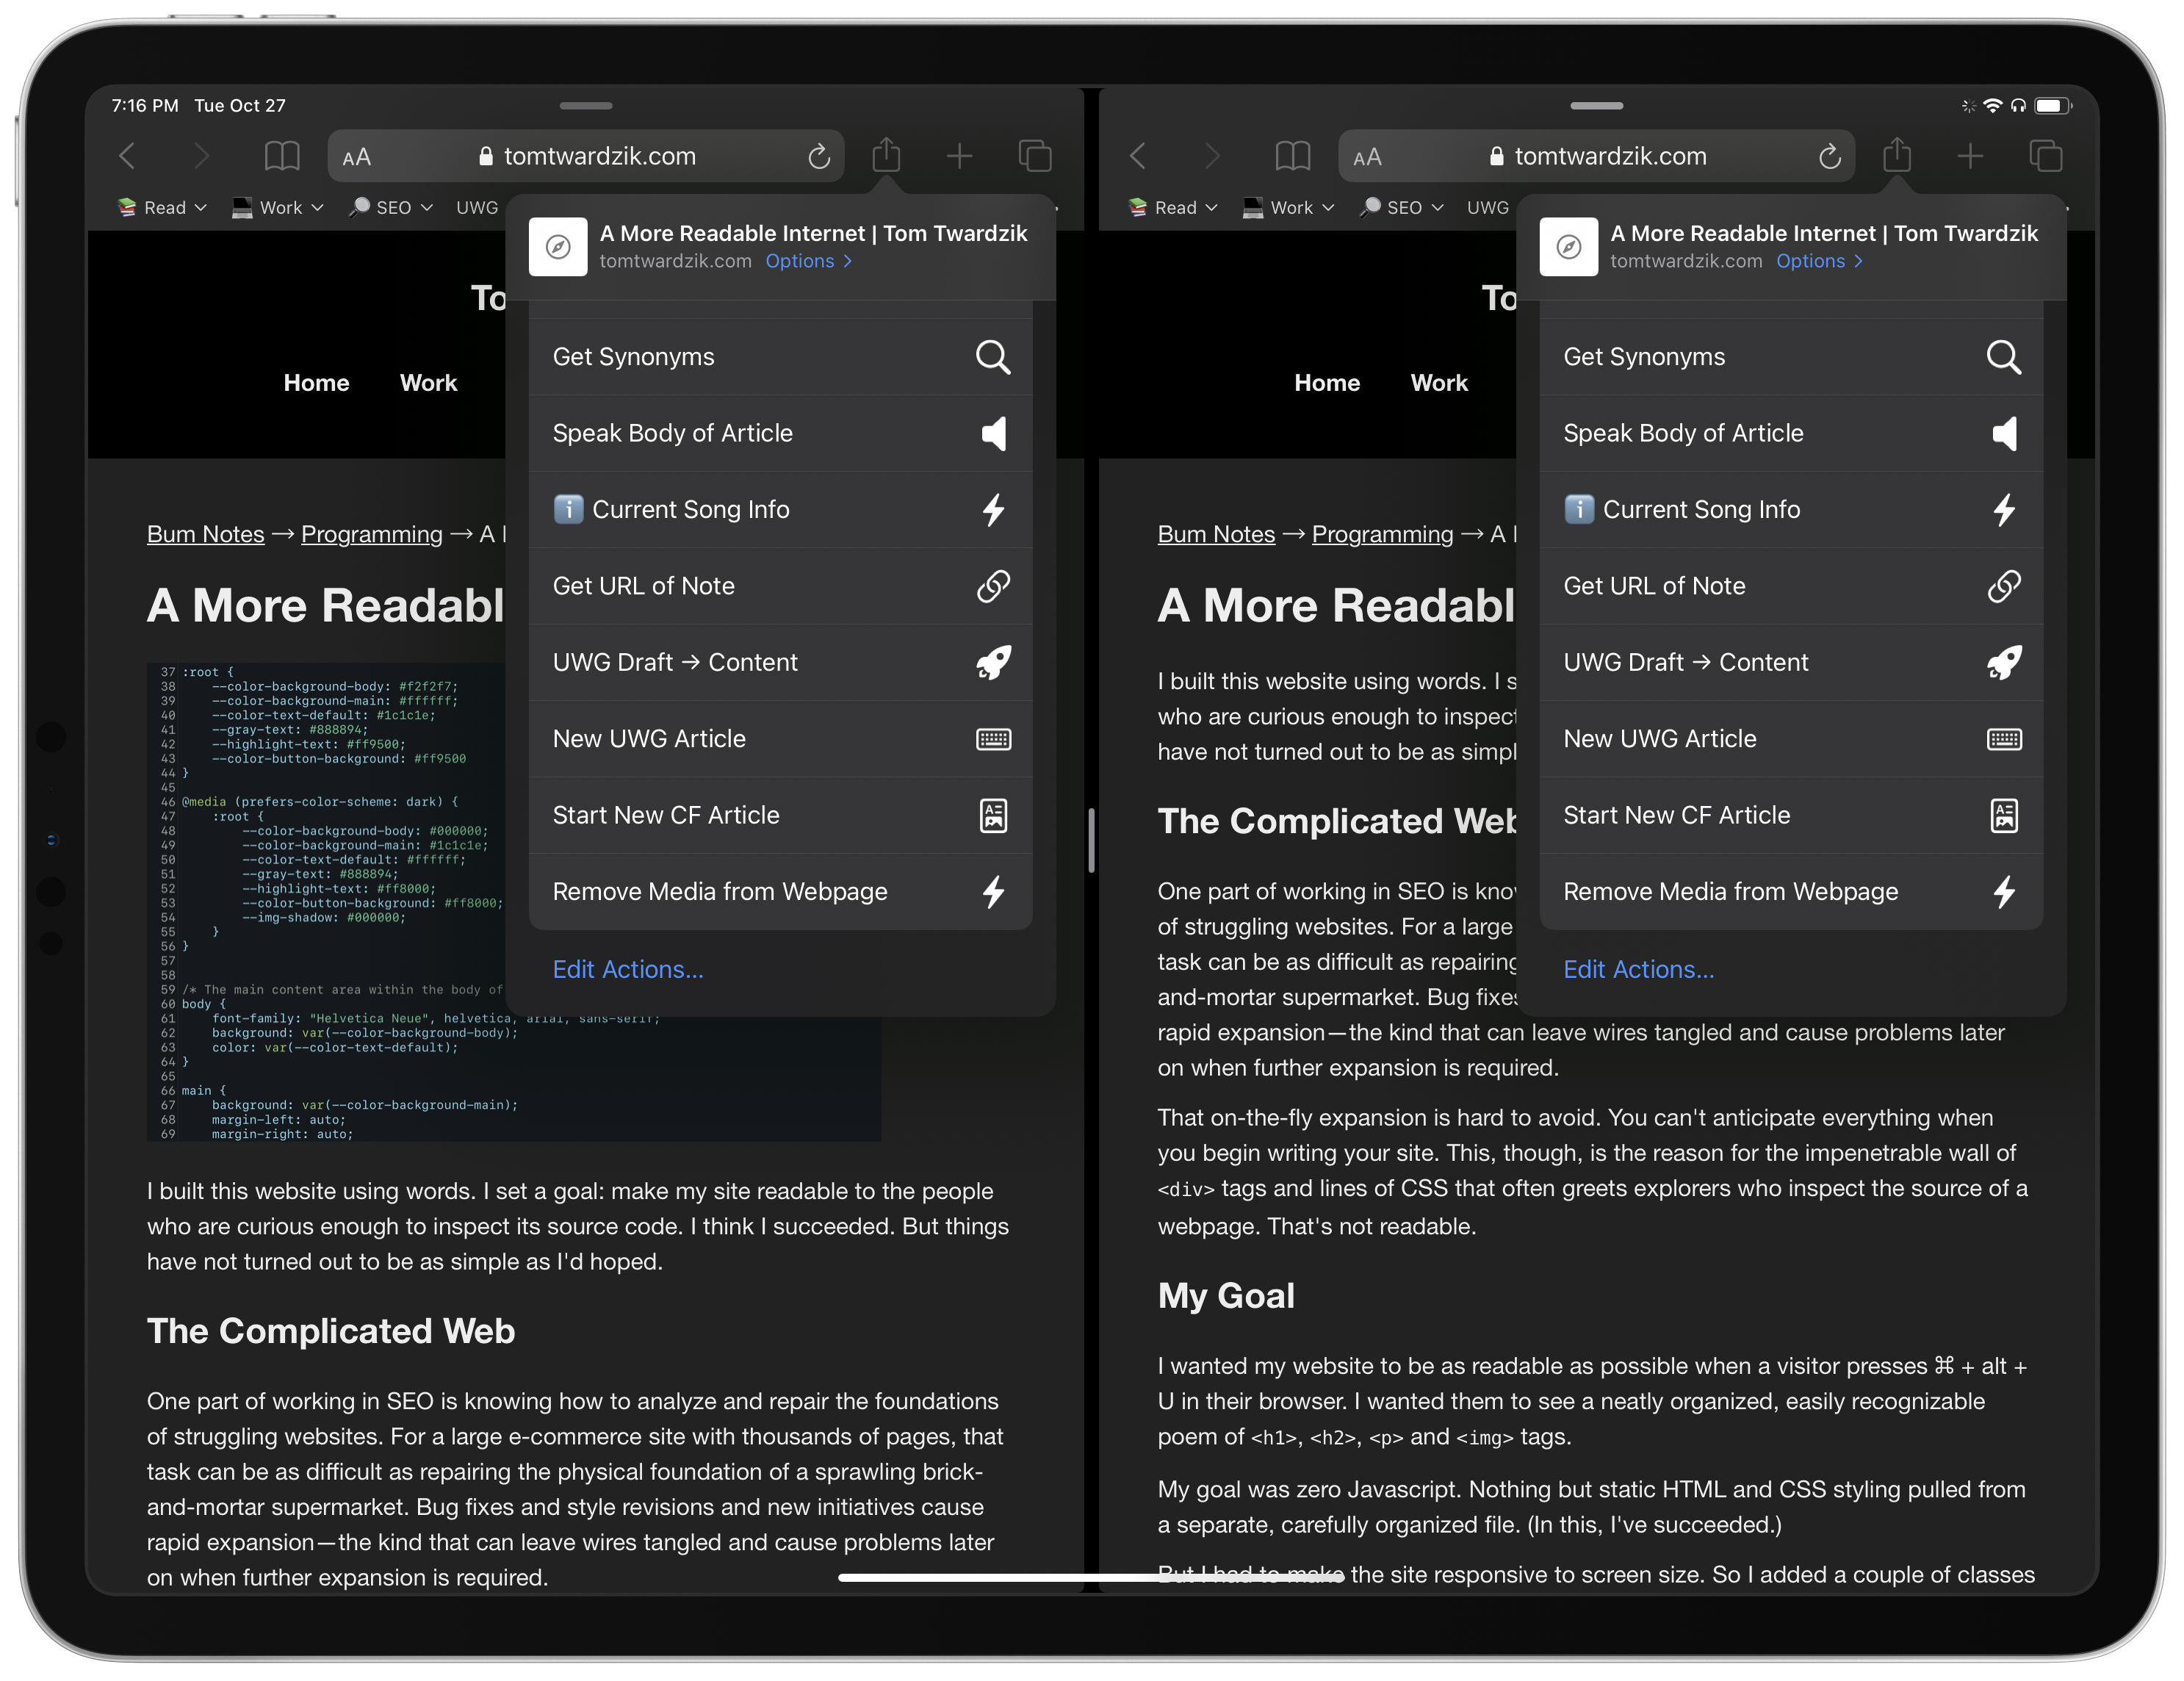 7:16 PM Tue Oct 27
AA tomtwardzik.com
Read Work SEO UWG
A More Readable Internet | Tom Twardzik
tomtwardzik.com Options
To
Home Work
Get Synonyms
Speak Body of Article
Current Song Info
Get URL of Note
UWG Draft → Content
New UWG Article
Start New CF Article
Remove Media from Webpage
Edit Actions...
Bum Notes → Programming → A
A More Readabl
37 :root {
38 --color-background-body: #f2f2f7;
39 --color-background-main: #ffffff;
40 --color-text-default: #1c1c1e;
41 --gray-text: #888894;
42 --highlight-text: #ff9500;
43 --color-button-background: #ff9500
44 }
45
46 @media (prefers-color-scheme: dark) {
47 :root {
48 --color-background-body: #000000;
49 --color-background-main: #1c1c1e;
50 --color-text-default: #ffffff;
51 --gray-text: #888894;
52 --highlight-text: #ff8000;
53 --color-button-background: #ff8000;
54 --img-shadow: #000000;
55 }
56 }
57
58
59 /* The main content area within the body of
60 body {
61 font-family: "Helvetica Neue", helvetica, arial, sans-serif;
62 background: var(--color-background-body);
63 color: var(--color-text-default);
64 }
65
66 main {
67 background: var(--color-background-main);
68 margin-left: auto;
69 margin-right: auto;
I built this website using words. I set a goal: make my site readable to the people
who are curious enough to inspect its source code. I think I succeeded. But things
have not turned out to be as simple as I'd hoped.
The Complicated Web
One part of working in SEO is knowing how to analyze and repair the foundations
of struggling websites. For a large e-commerce site with thousands of pages, that
task can be as difficult as repairing the physical foundation of a sprawling brick-
and-mortar supermarket. Bug fixes and style revisions and new initiatives cause
rapid expansion—the kind that can leave wires tangled and cause problems later
on when further expansion is required.
AA tomtwardzik.com
Read Work SEO UWG
A More Readable Internet | Tom Twardzik
tomtwardzik.com Options
To
Home Work
Get Synonyms
Speak Body of Article
Current Song Info
Get URL of Note
UWG Draft → Content
New UWG Article
Start New CF Article
Remove Media from Webpage
Edit Actions...
Bum Notes → Programming → A
A More Readabl
I built this website using words. I s
who are curious enough to inspect
have not turned out to be as simpl
The Complicated Web
One part of working in SEO is know
of struggling websites. For a large
task can be as difficult as repairing
and-mortar supermarket. Bug fixes
rapid expansion—the kind that can leave wires tangled and cause problems later
on when further expansion is required.
That on-the-fly expansion is hard to avoid. You can't anticipate everything when
you begin writing your site. This, though, is the reason for the impenetrable wall of
<div> tags and lines of CSS that often greets explorers who inspect the source of a
webpage. That's not readable.
My Goal
I wanted my website to be as readable as possible when a visitor presses ⌘ + alt +
U in their browser. I wanted them to see a neatly organized, easily recognizable
poem of <h1>, <h2>, <p> and <img> tags.
My goal was zero Javascript. Nothing but static HTML and CSS styling pulled from
a separate, carefully organized file. (In this, I've succeeded.)
But I had to make the site responsive to screen size. So I added a couple of classes